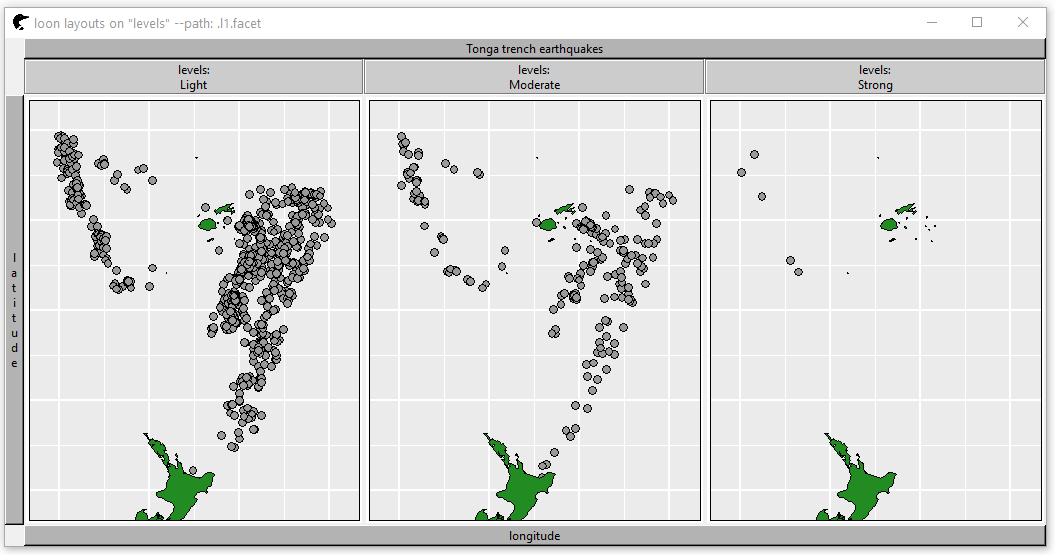 loon layouts on "levels" --path: .l1.facet
Tonga trench earthquakes
levels:
Light
levels:
Moderate
levels:
Strong
latitude
longitude